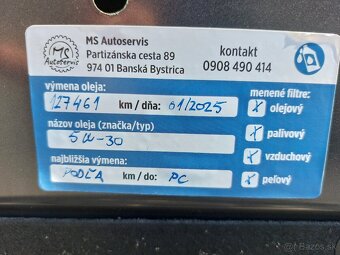 MS
Autoservis
MS Autoservis
Partizánska cesta 89
974 01 Banská Bystrica
kontakt
0908 490 414
výmena oleja:
127461 km / dňa: 01/2025
názov oleja (značka/typ)
5W-30
najbližšia výmena:
PODĽA km / do: PC
menené filtre:
X olejový
X palivový
X vzduchový
X peľový